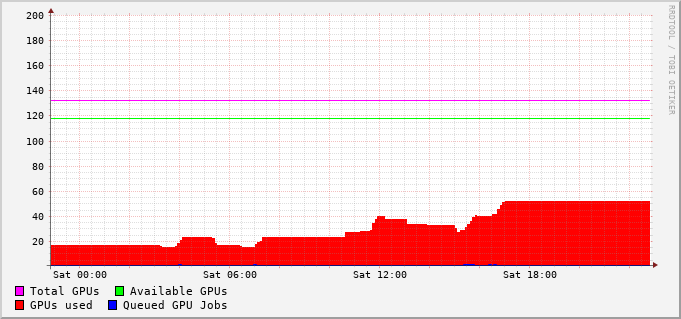 RRDTOOL / TOBI OETIKER
200
180
160
140
120
100
80
60
40
20
Sat 00:00 Sat 06:00 Sat 12:00 Sat 18:00
Total GPUs Available GPUs
GPUs used Queued GPU Jobs